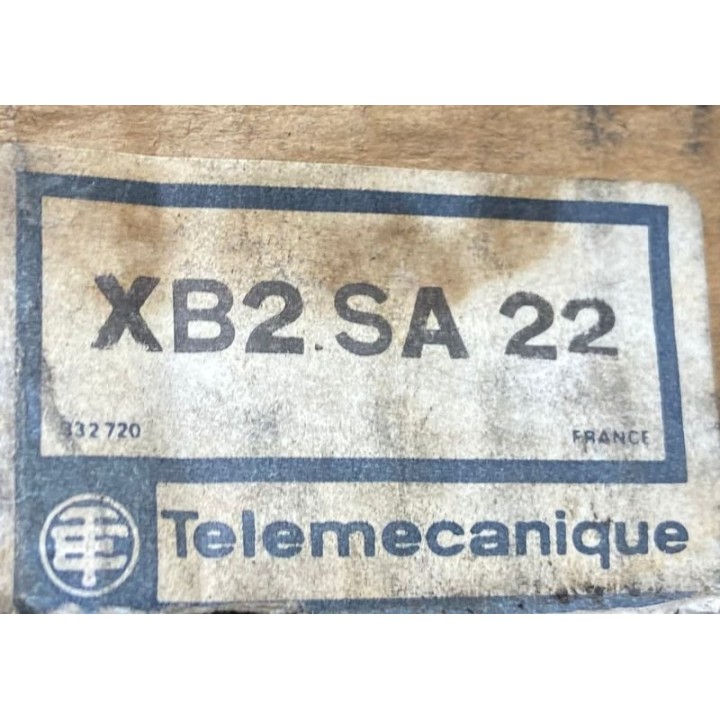 XB2.SA 22
332 720 FRANCE
Telemecanique